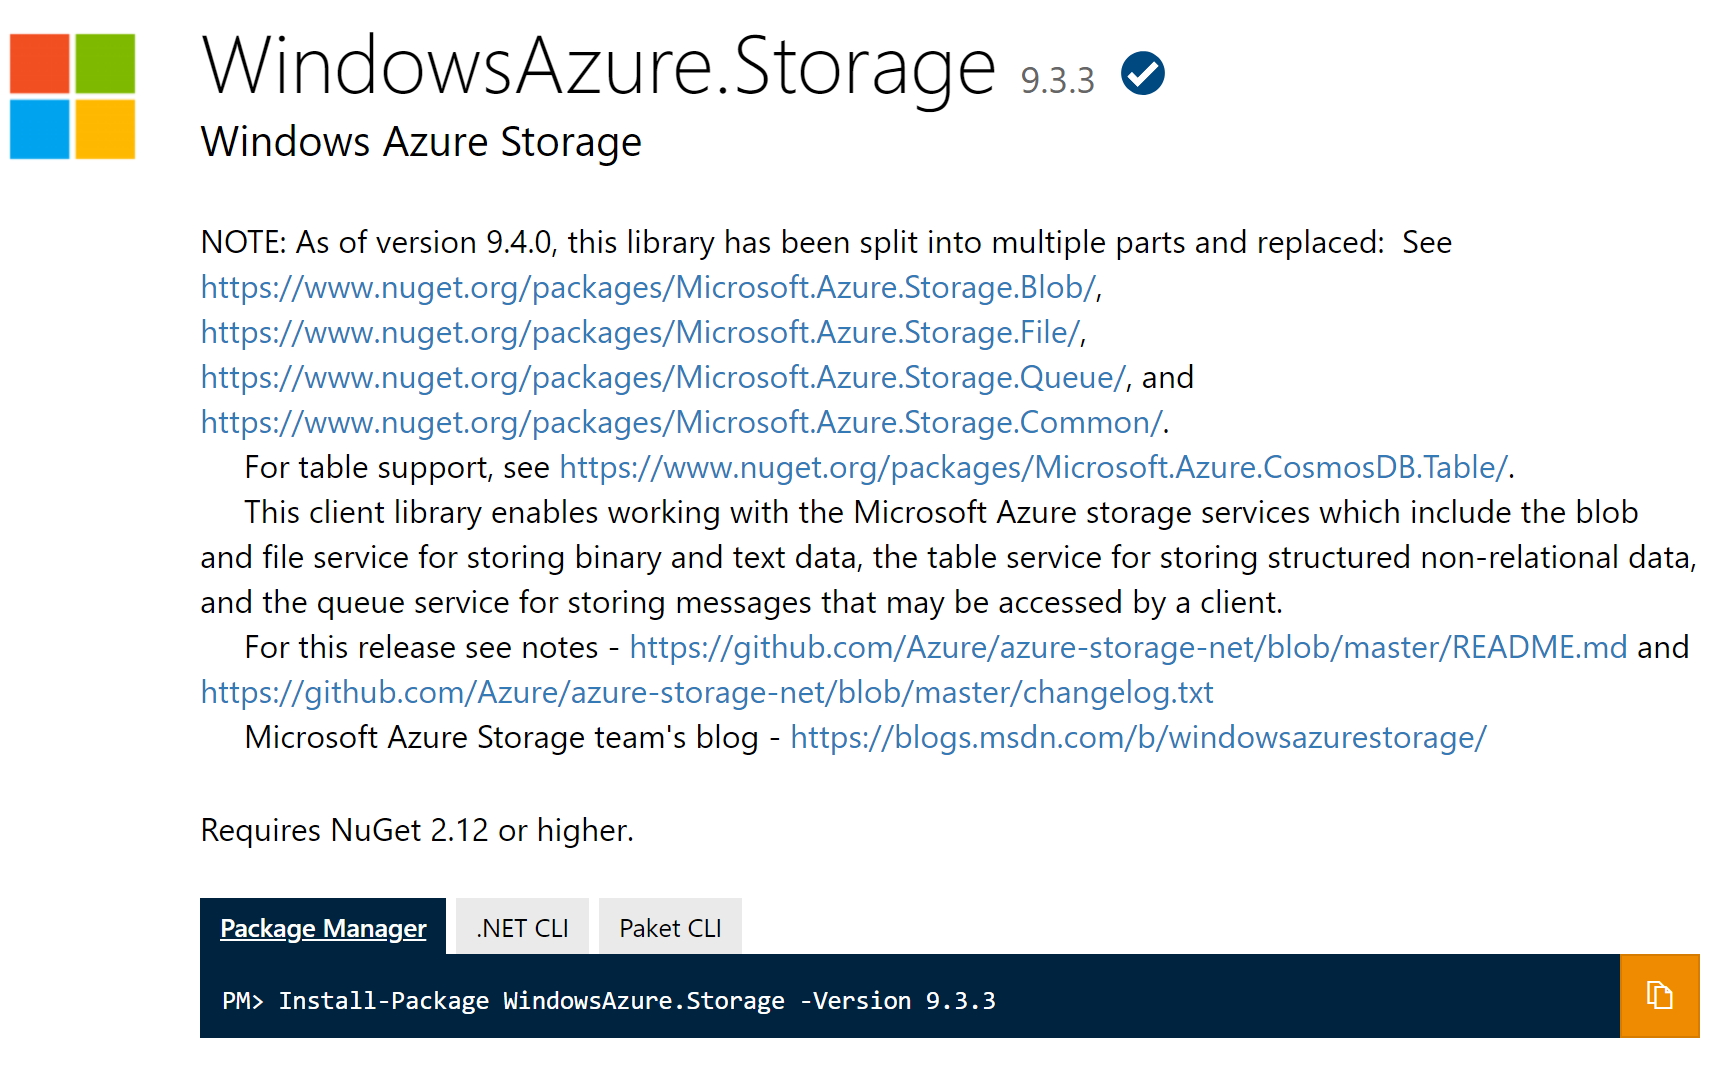 WindowsAzure.Storage 9.3.3
Windows Azure Storage
NOTE: As of version 9.4.0, this library has been split into multiple parts and replaced:  See
https://www.nuget.org/packages/Microsoft.Azure.Storage.Blob/,
https://www.nuget.org/packages/Microsoft.Azure.Storage.File/,
https://www.nuget.org/packages/Microsoft.Azure.Storage.Queue/, and
https://www.nuget.org/packages/Microsoft.Azure.Storage.Common/.
For table support, see https://www.nuget.org/packages/Microsoft.Azure.CosmosDB.Table/.
This client library enables working with the Microsoft Azure storage services which include the blob
and file service for storing binary and text data, the table service for storing structured non-relational data,
and the queue service for storing messages that may be accessed by a client.
For this release see notes - https://github.com/Azure/azure-storage-net/blob/master/README.md and
https://github.com/Azure/azure-storage-net/blob/master/changelog.txt
Microsoft Azure Storage team's blog - https://blogs.msdn.com/b/windowsazurestorage/
Requires NuGet 2.12 or higher.
Package Manager .NET CLI Paket CLI
PM> Install-Package WindowsAzure.Storage -Version 9.3.3